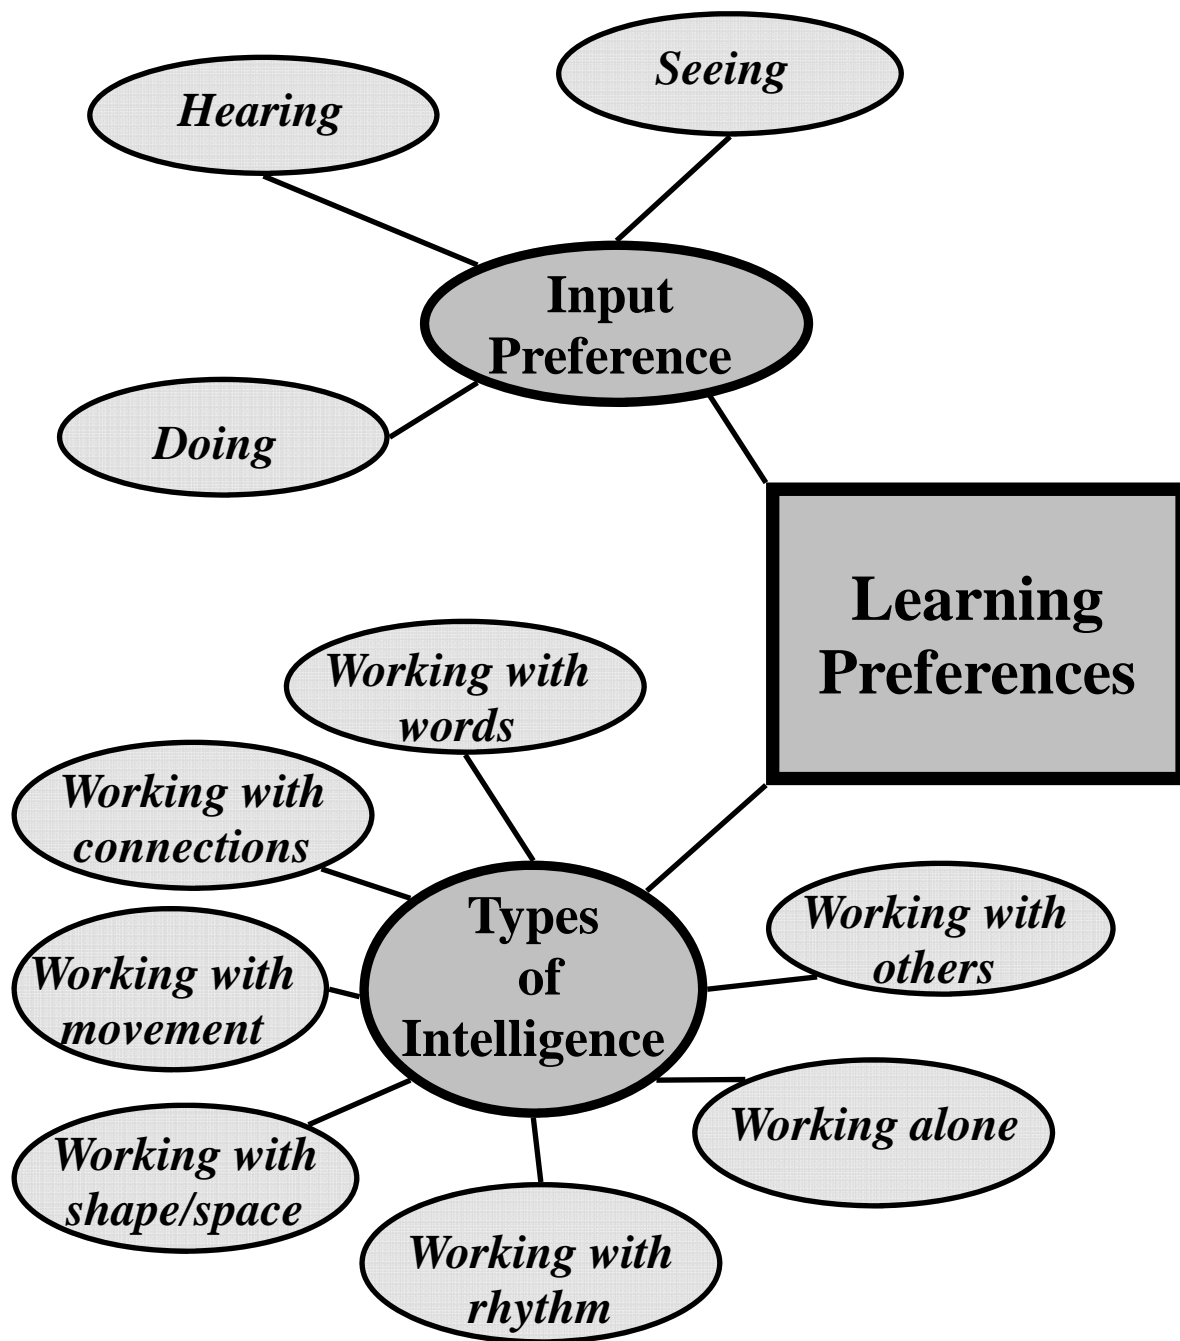 Seeing
Hearing
Input
Preference
Doing
Learning
Preferences
Working with
words
Working with
connections
Types
of
Intelligence
Working with
others
Working with
movement
Working alone
Working with
shape/space
Working with
rhythm